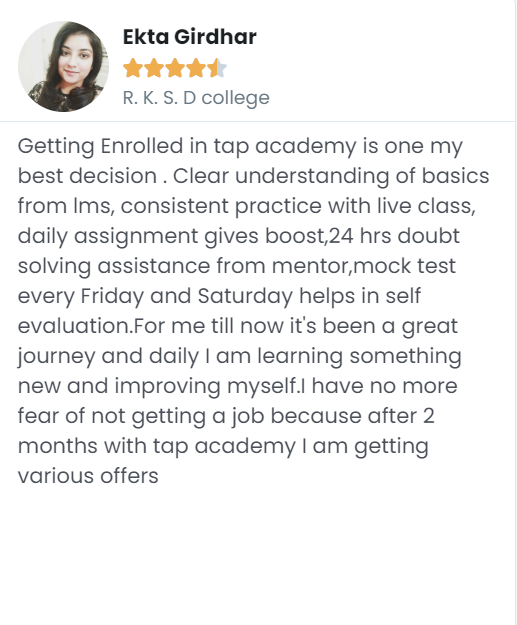 Ekta Girdhar
R. K. S. D college
Getting Enrolled in tap academy is one my
best decision . Clear understanding of basics
from lms, consistent practice with live class,
daily assignment gives boost,24 hrs doubt
solving assistance from mentor,mock test
every Friday and Saturday helps in self
evaluation.For me till now it's been a great
journey and daily I am learning something
new and improving myself.I have no more
fear of not getting a job because after 2
months with tap academy I am getting
various offers